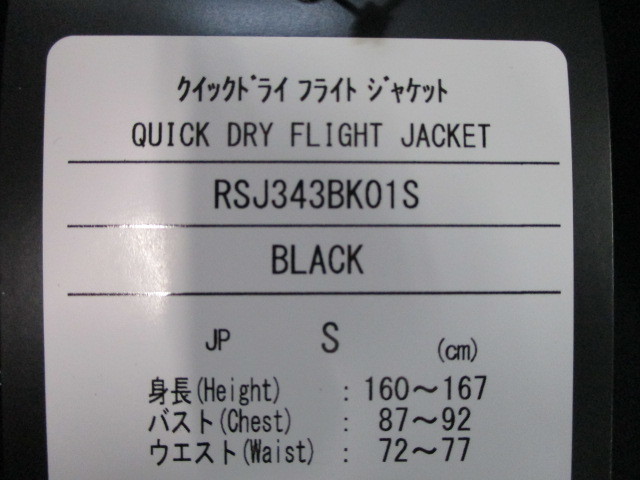 クイックドライ フライト ジャケット
QUICK DRY FLIGHT JACKET
RSJ343BK01S
BLACK
JP S (cm)
身長(Height) : 160～167
バスト(Chest) : 87～92
ウエスト(Waist) : 72～77